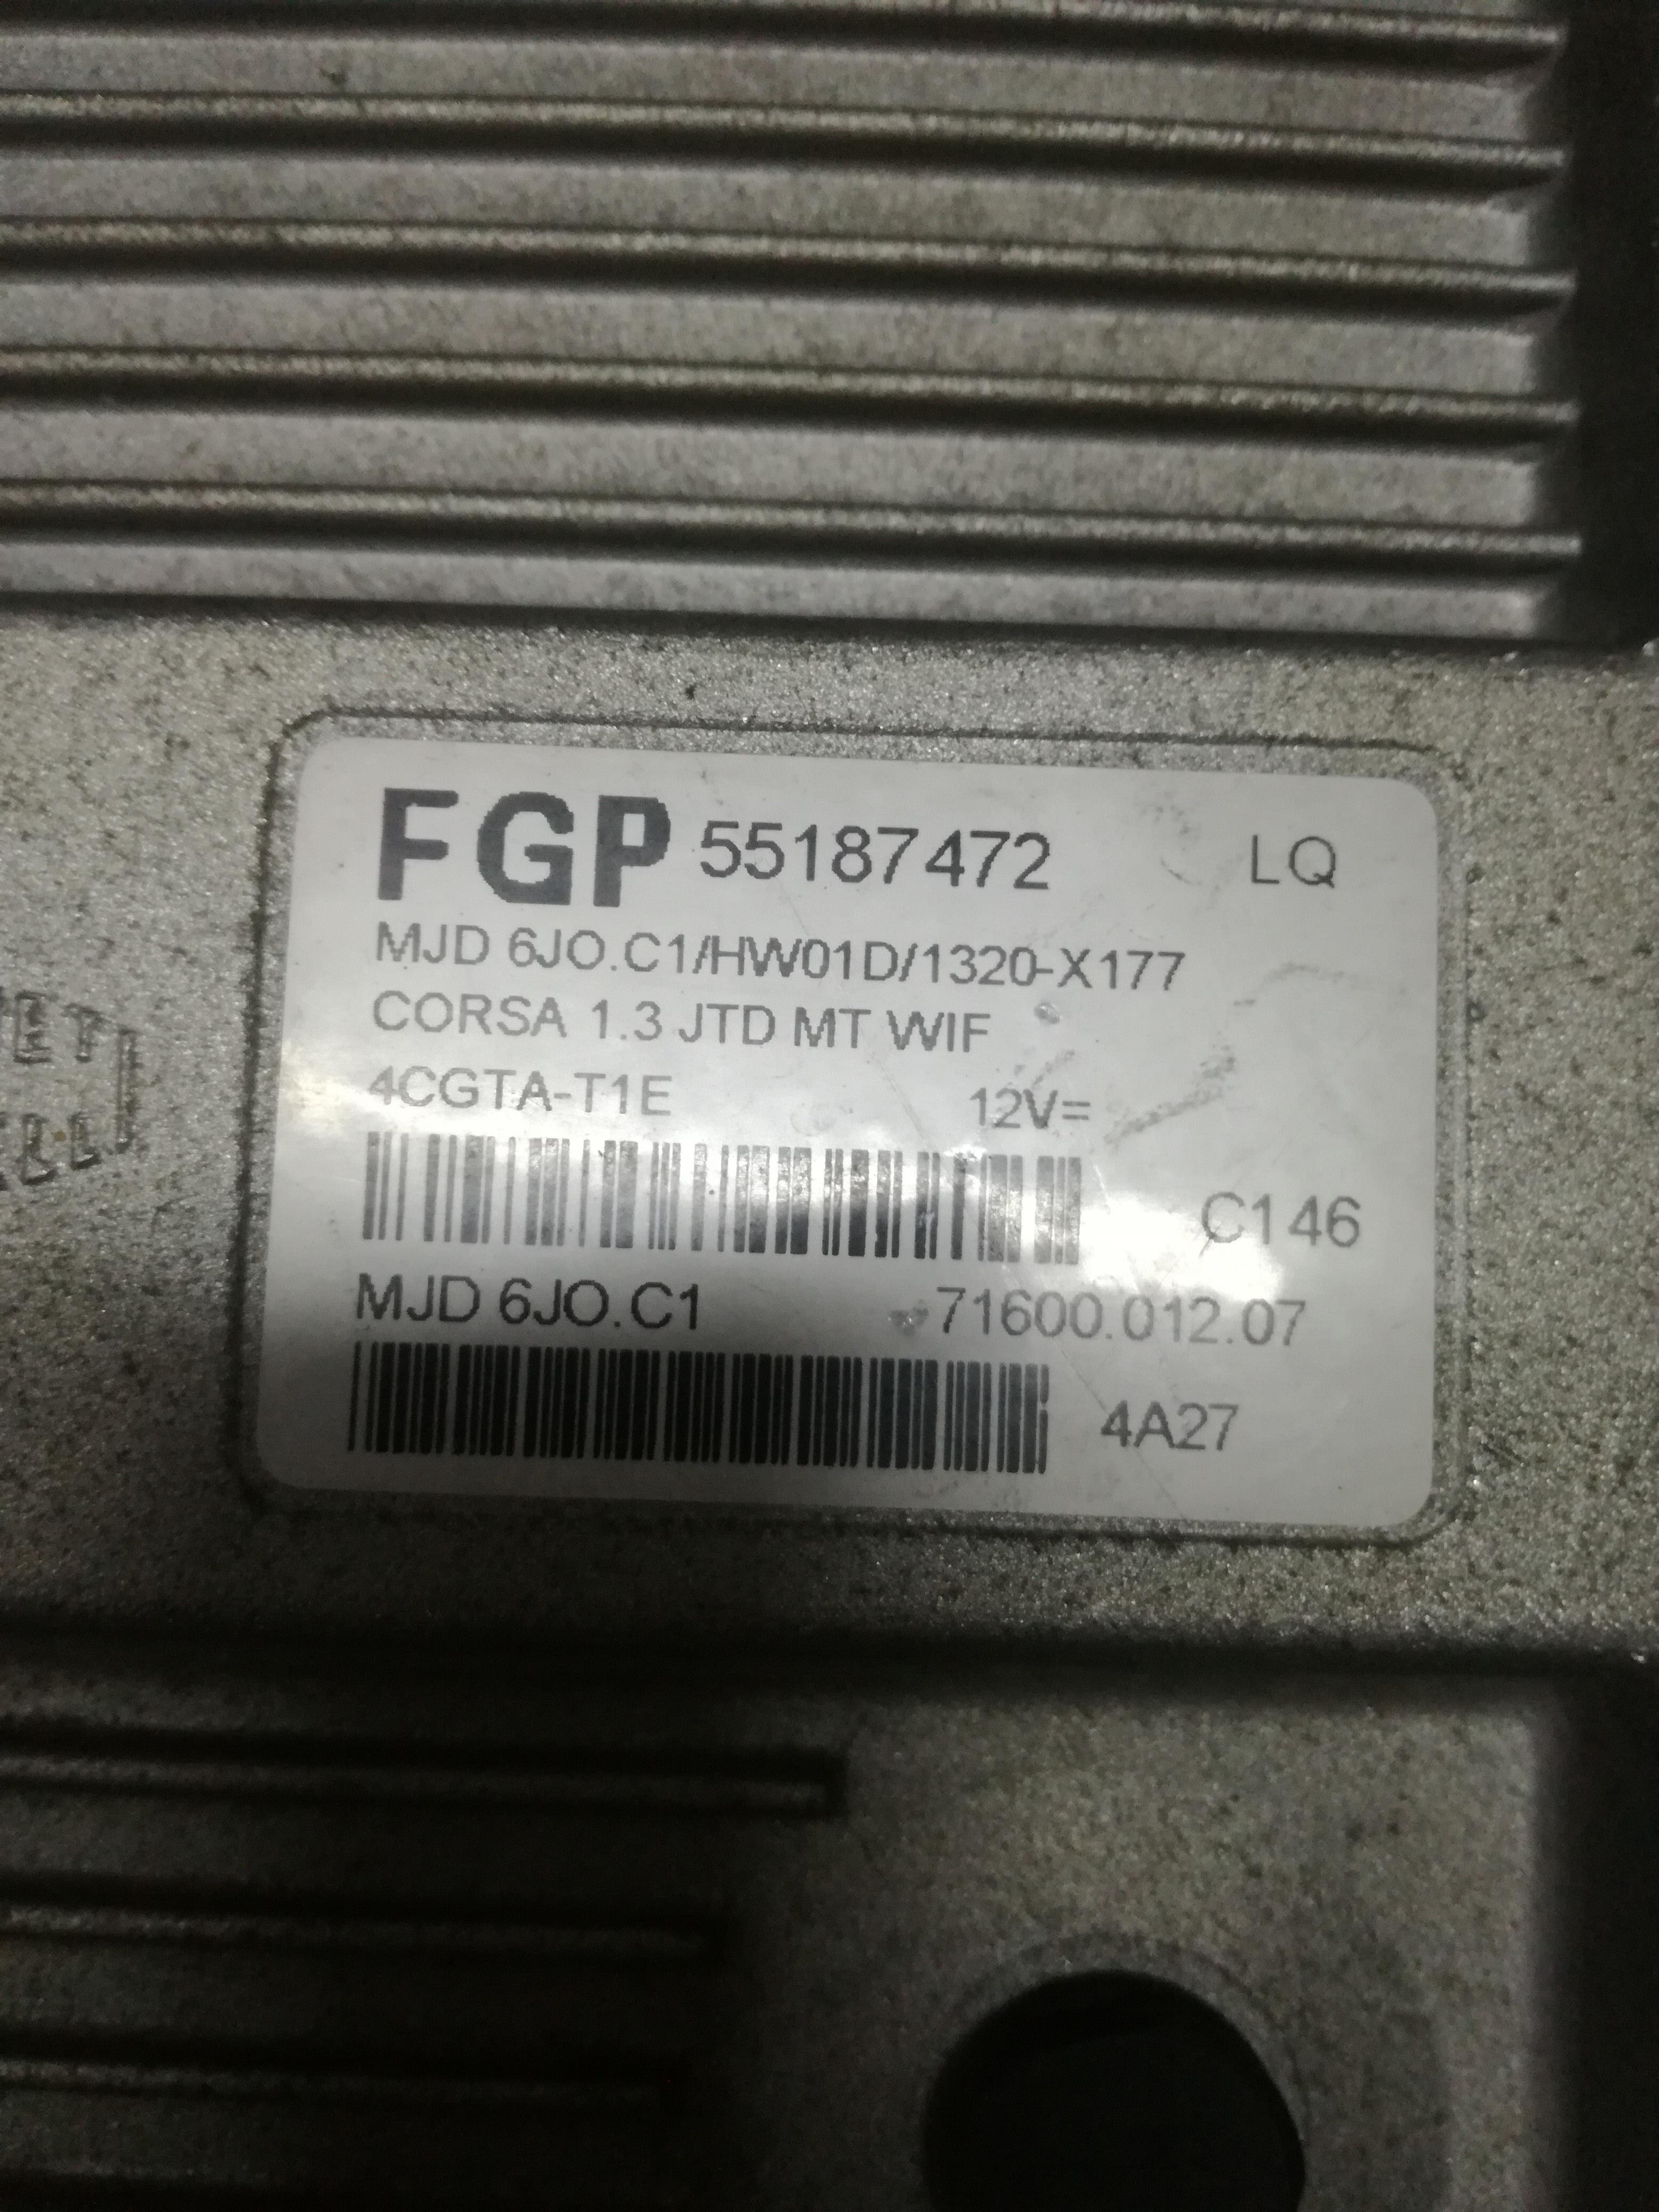 FGP 55187472 LQ
MJD 6JO.C1/HW01D/1320-X177
CORSA 1.3 JTD MT WIF
4CGTA-T1E 12V=
C146
MJD 6JO.C1 71600.012.07
4A27